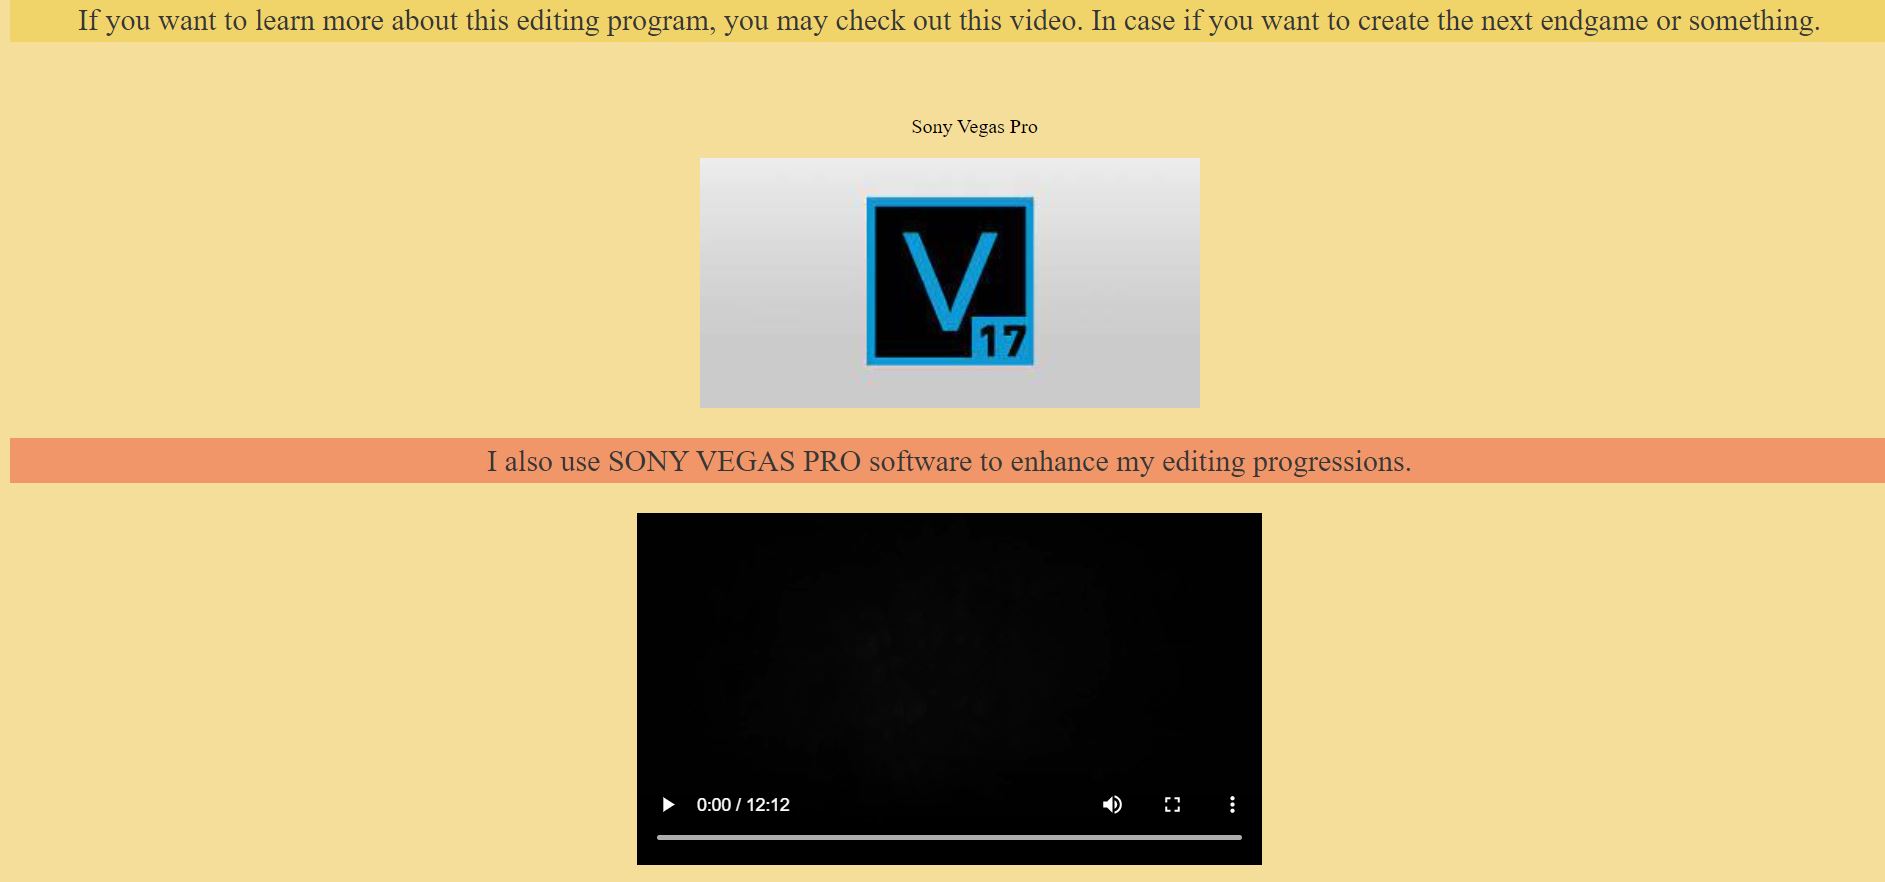 If you want to learn more about this editing program, you may check out this video. In case if you want to create the next endgame or something.
Sony Vegas Pro
V
17
I also use SONY VEGAS PRO software to enhance my editing progressions.
0:00 / 12:12